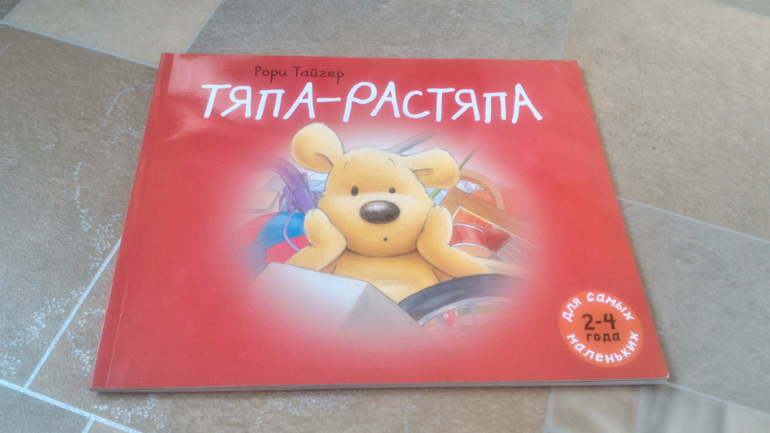 Рори Тайгер
ТЯПА-РАСТЯПА
для самых
2-4
года
маленьких